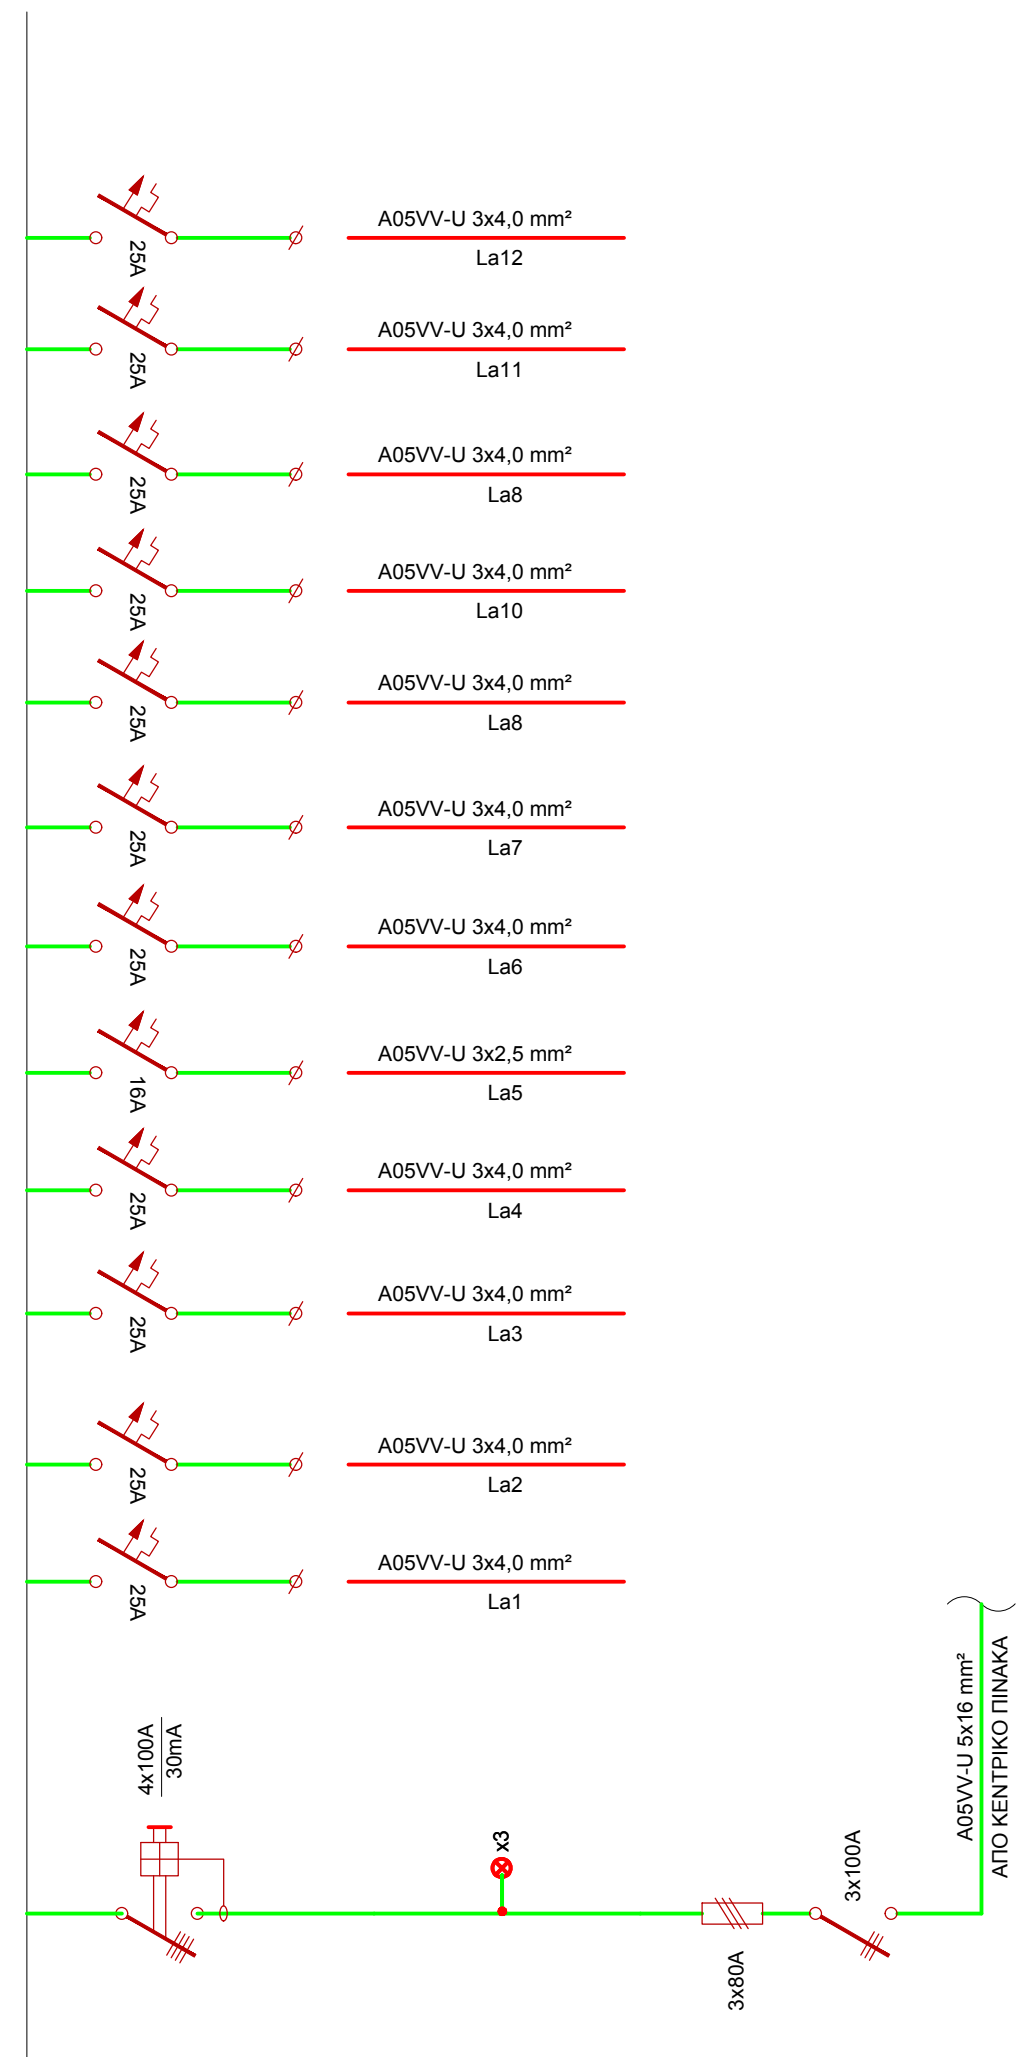 A05VV-U 3x4,0 mm²
25A
La12
A05VV-U 3x4,0 mm²
25A
La11
A05VV-U 3x4,0 mm²
25A
La8
A05VV-U 3x4,0 mm²
25A
La10
A05VV-U 3x4,0 mm²
25A
La8
A05VV-U 3x4,0 mm²
25A
La7
A05VV-U 3x4,0 mm²
25A
La6
A05VV-U 3x2,5 mm²
16A
La5
A05VV-U 3x4,0 mm²
25A
La4
A05VV-U 3x4,0 mm²
25A
La3
A05VV-U 3x4,0 mm²
25A
La2
A05VV-U 3x4,0 mm²
25A
La1
A05VV-U 5x16 mm²
ΑΠΟ ΚΕΝΤΡΙΚΟ ΠΙΝΑΚΑ
30mA
4x100A
x3
3x100A
3x80A